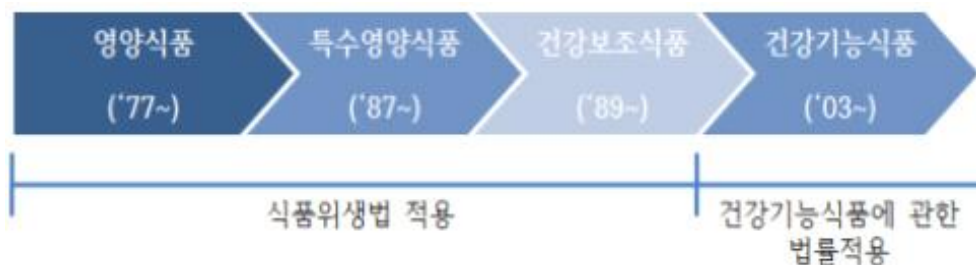 영양식품 특수영양식품 건강보조식품 건강기능식품
('77~) ('87~) ('89~) ('03~)
식품위생법 적용
건강기능식품에 관한
법률적용